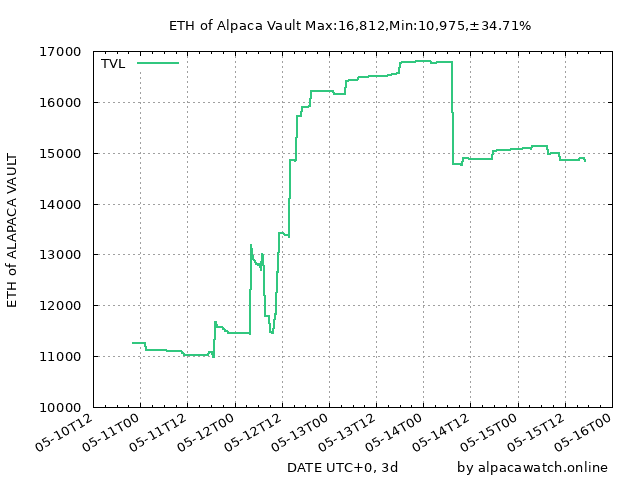 ETH of Alpaca Vault Max:16,812,Min:10,975,±34.71%
TVL
17000
16000
15000
14000
13000
12000
11000
10000
ETH of ALAPACA VAULT
05-10T12
05-11T00
05-11T12
05-12T00
05-12T12
05-13T00
05-13T12
05-14T00
05-14T12
05-15T00
05-15T12
05-16T00
DATE UTC+0, 3d
by alpacawatch.online